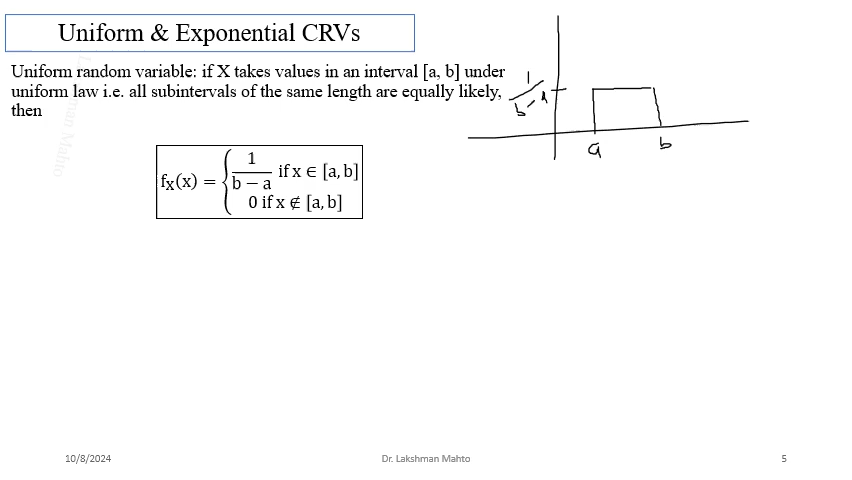 Uniform & Exponential CRVs
Uniform random variable: if X takes values in an interval [a, b] under
uniform law i.e. all subintervals of the same length are equally likely,
then
fX(x) = { 1/(b − a) if x ∈ [a, b]
0 if x ∉ [a, b]
1
b - a
a b
10/8/2024 Dr. Lakshman Mahto 5